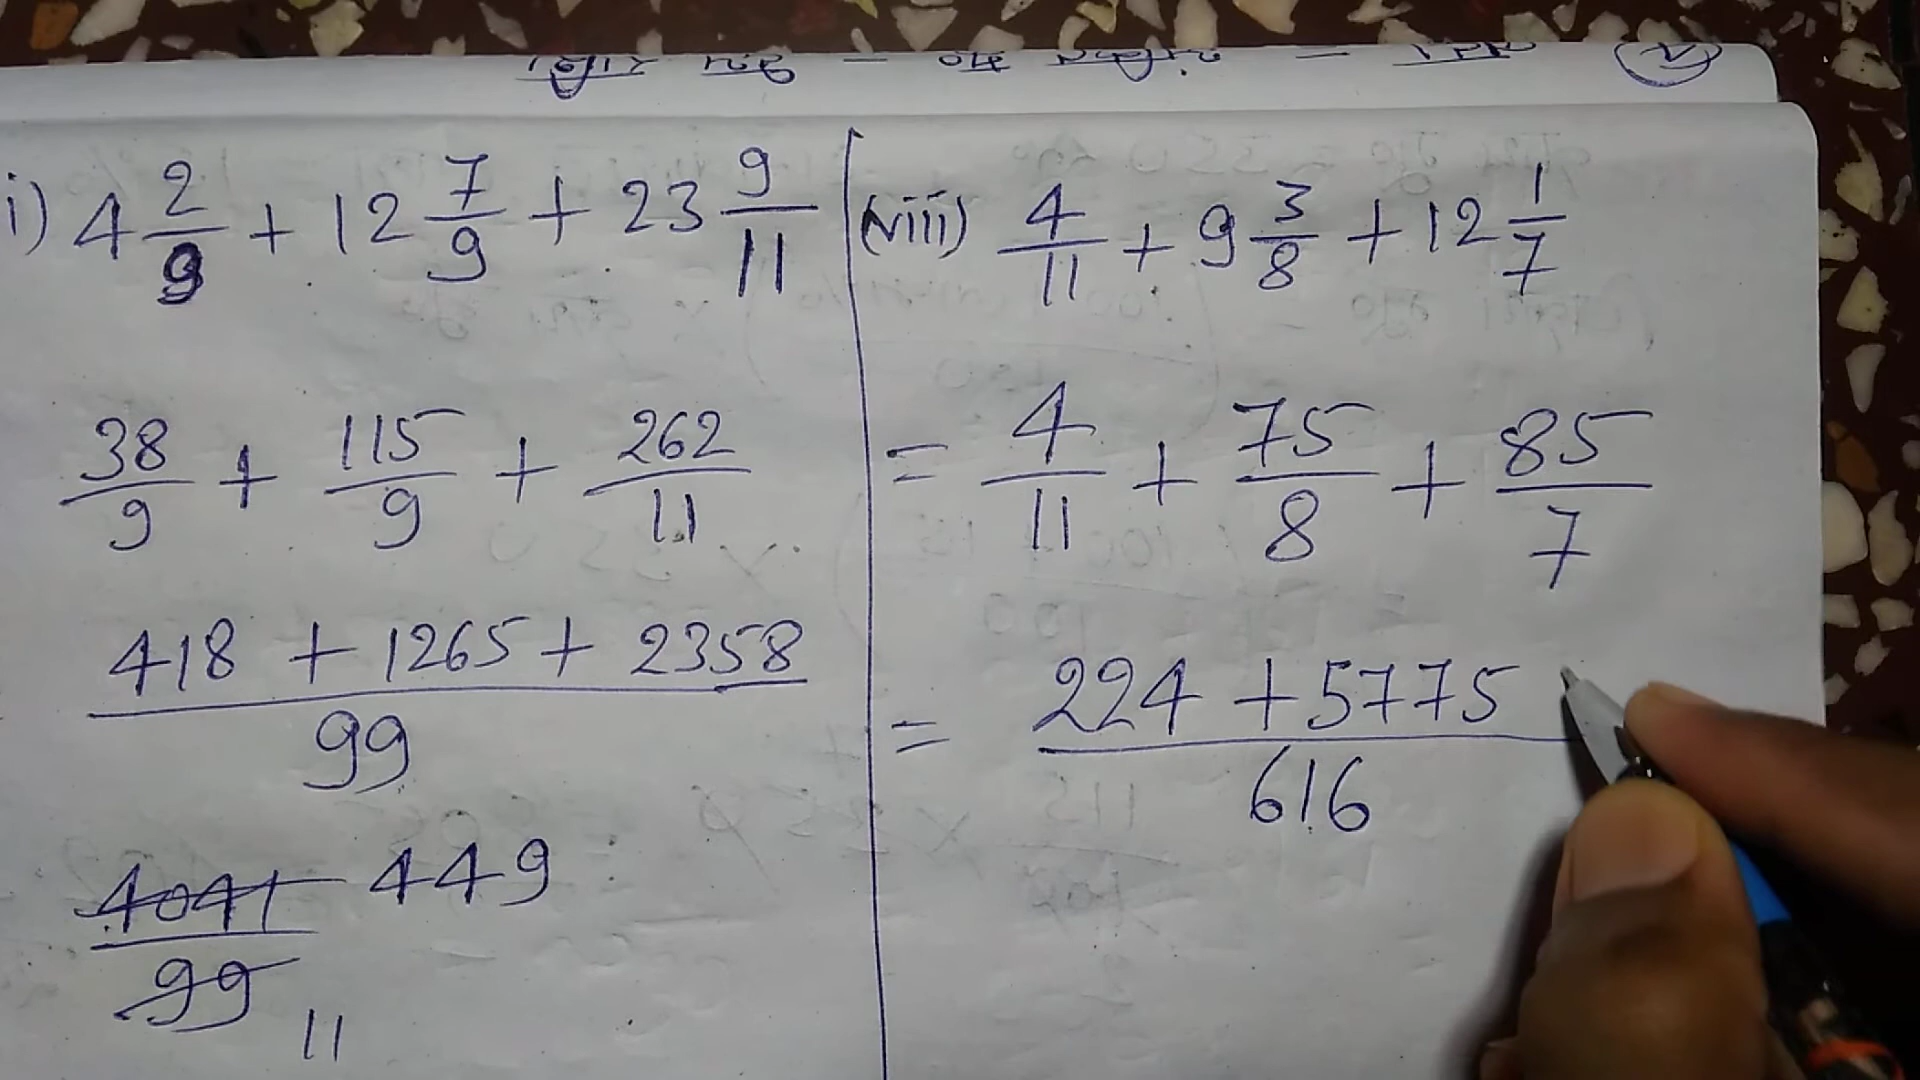 i) 4 2/9 + 12 7/9 + 23 9/11
38/9 + 115/9 + 262/11
418 + 1265 + 2358
99
4041 449
99 11
(viii) 4/11 + 9 3/8 + 12 1/7
= 4/11 + 75/8 + 85/7
= 224 + 5775
616